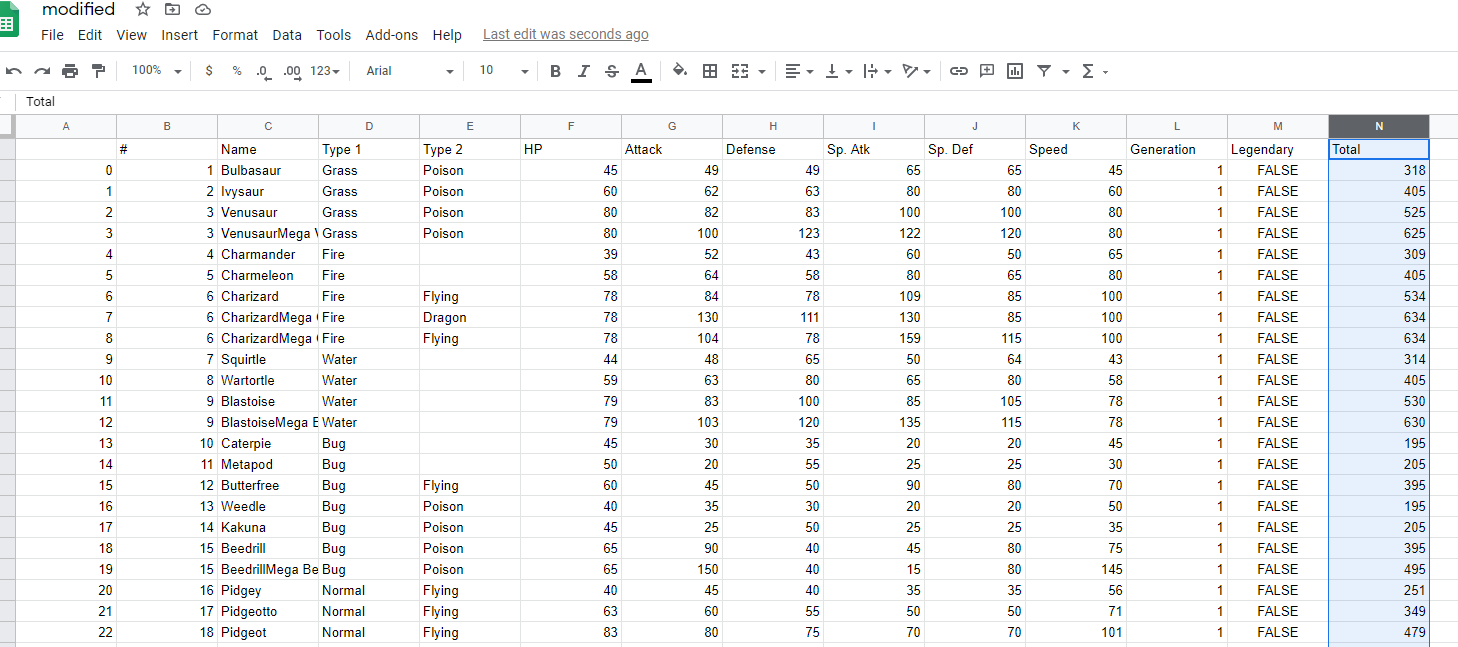 modified
File Edit View Insert Format Data Tools Add-ons Help Last edit was seconds ago
100% $ % .0 .00 123 Arial 10 B I S A Σ
Total
A B C D E F G H I J K L M N
# Name Type 1 Type 2 HP Attack Defense Sp. Atk Sp. Def Speed Generation Legendary Total
0 1 Bulbasaur Grass Poison 45 49 49 65 65 45 1 FALSE 318
1 2 Ivysaur Grass Poison 60 62 63 80 80 60 1 FALSE 405
2 3 Venusaur Grass Poison 80 82 83 100 100 80 1 FALSE 525
3 3 VenusaurMega Grass Poison 80 100 123 122 120 80 1 FALSE 625
4 4 Charmander Fire 39 52 43 60 50 65 1 FALSE 309
5 5 Charmeleon Fire 58 64 58 80 65 80 1 FALSE 405
6 6 Charizard Fire Flying 78 84 78 109 85 100 1 FALSE 534
7 6 CharizardMega Fire Dragon 78 130 111 130 85 100 1 FALSE 634
8 6 CharizardMega Fire Flying 78 104 78 159 115 100 1 FALSE 634
9 7 Squirtle Water 44 48 65 50 64 43 1 FALSE 314
10 8 Wartortle Water 59 63 80 65 80 58 1 FALSE 405
11 9 Blastoise Water 79 83 100 85 105 78 1 FALSE 530
12 9 BlastoiseMega Water 79 103 120 135 115 78 1 FALSE 630
13 10 Caterpie Bug 45 30 35 20 20 45 1 FALSE 195
14 11 Metapod Bug 50 20 55 25 25 30 1 FALSE 205
15 12 Butterfree Bug Flying 60 45 50 90 80 70 1 FALSE 395
16 13 Weedle Bug Poison 40 35 30 20 20 50 1 FALSE 195
17 14 Kakuna Bug Poison 45 25 50 25 25 35 1 FALSE 205
18 15 Beedrill Bug Poison 65 90 40 45 80 75 1 FALSE 395
19 15 BeedrillMega Be Bug Poison 65 150 40 15 80 145 1 FALSE 495
20 16 Pidgey Normal Flying 40 45 40 35 35 56 1 FALSE 251
21 17 Pidgeotto Normal Flying 63 60 55 50 50 71 1 FALSE 349
22 18 Pidgeot Normal Flying 83 80 75 70 70 101 1 FALSE 479